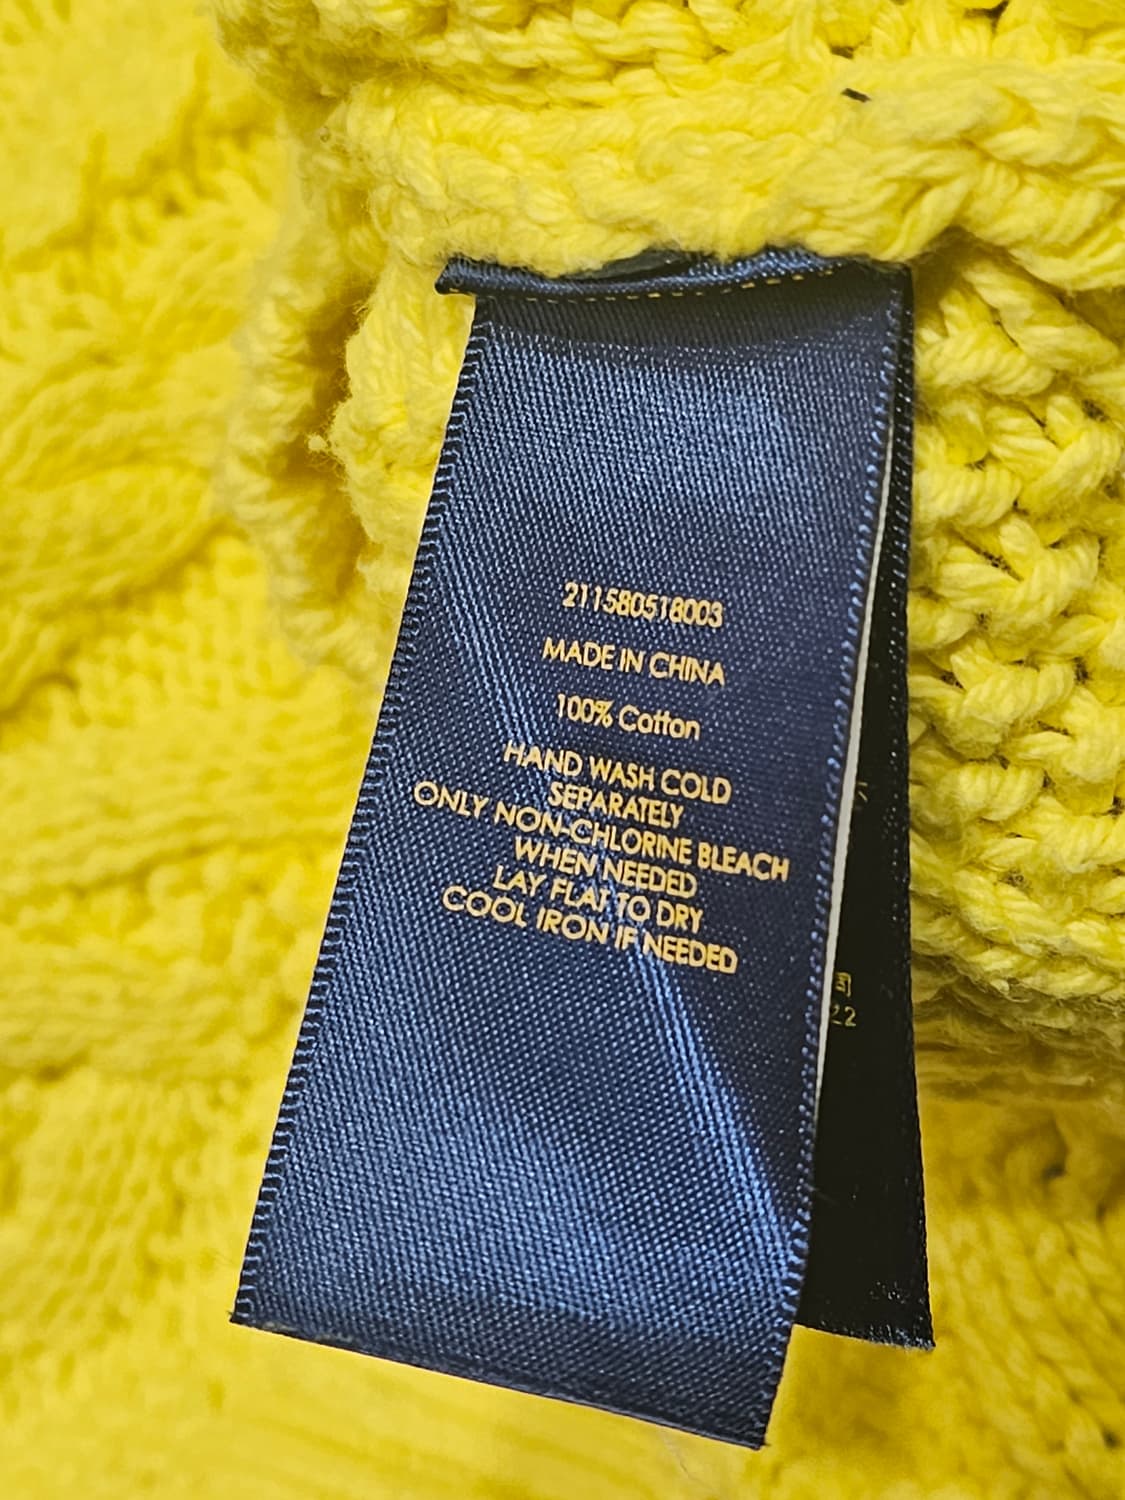 211580518003
MADE IN CHINA
100% Cotton
HAND WASH COLD
SEPARATELY
ONLY NON-CHLORINE BLEACH
WHEN NEEDED
LAY FLAT TO DRY
COOL IRON IF NEEDED
22